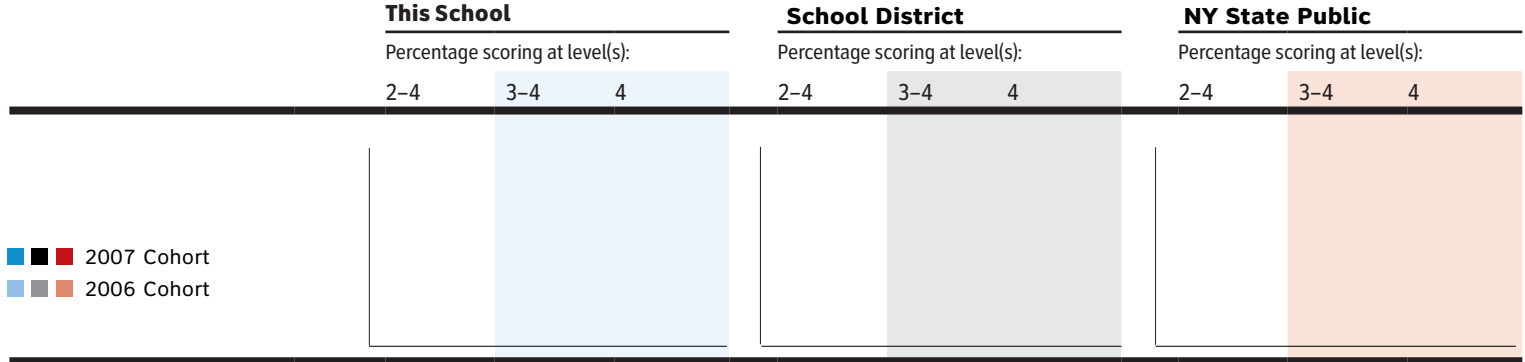 This School School District NY State Public
Percentage scoring at level(s): Percentage scoring at level(s): Percentage scoring at level(s):
2–4 3–4 4 2–4 3–4 4 2–4 3–4 4
2007 Cohort
2006 Cohort